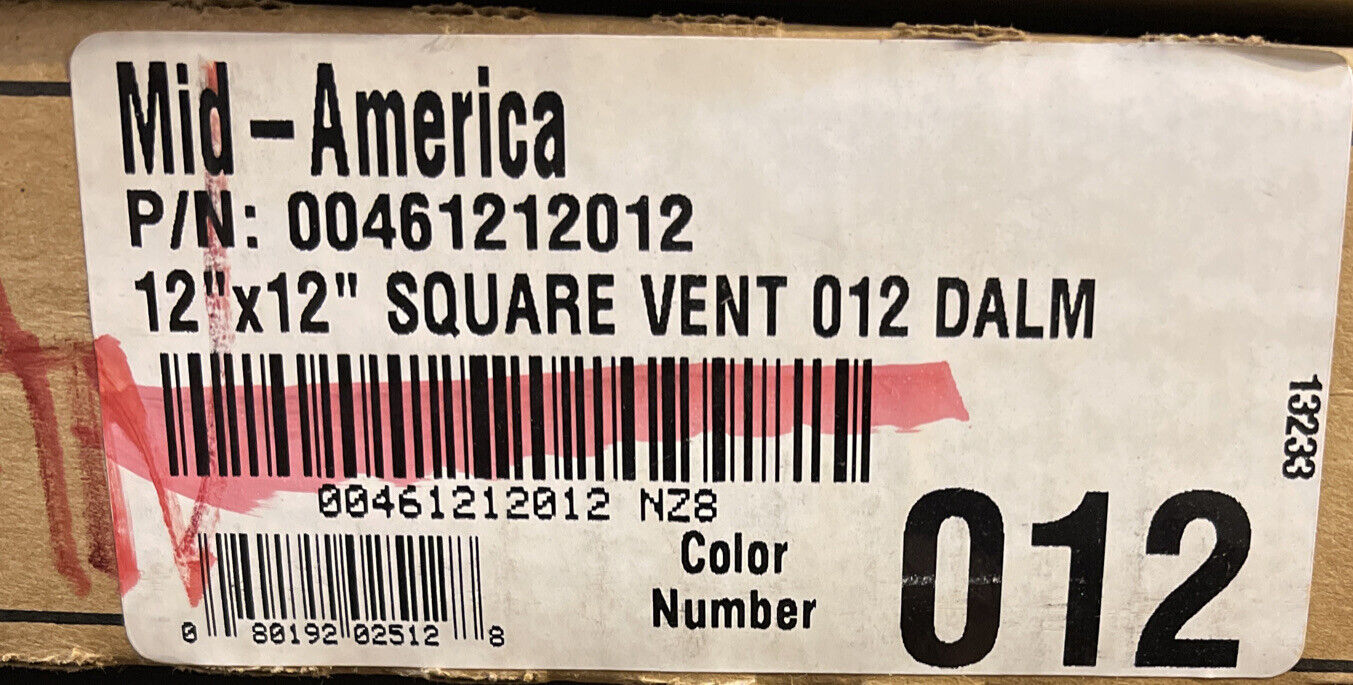 Mid-America
P/N: 00461212012
12"x12" SQUARE VENT 012 DALM
00461212012 NZ8
Color
Number
012
0 80192 02512 8
13233